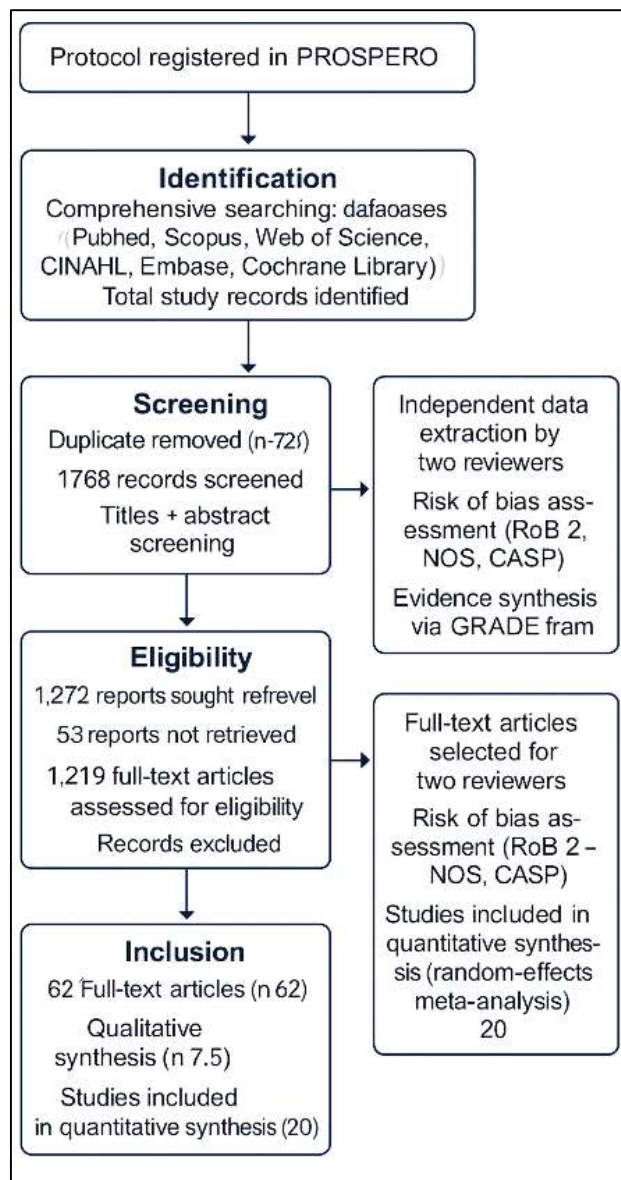 Protocol registered in PROSPERO
Identification
Comprehensive searching: dafaoases
(Pubhed, Scopus, Web of Science,
CINAHL, Embase, Cochrane Library)
Total study records identified
Screening
Duplicate removed (n-72f)
1768 records screened
Titles + abstract
screening
Independent data
extraction by
two reviewers
Risk of bias ass-
essment (RoB 2,
NOS, CASP)
Evidence synthesis
via GRADE fram
Eligibility
1,272 reports sought refrevel
53 reports not retrieved
1,219 full-text articles
assessed for eligibility
Records excluded
Full-text articles
selected for
two reviewers
Risk of bias as-
sessment (RoB 2 –
NOS, CASP)
Studies included in
quantitative synthes-
sis (random-effects
meta-analysis)
20
Inclusion
62 Full-text articles (n 62)
Qualitative
synthesis (n 7.5)
Studies included
in quantitative synthesis (20)